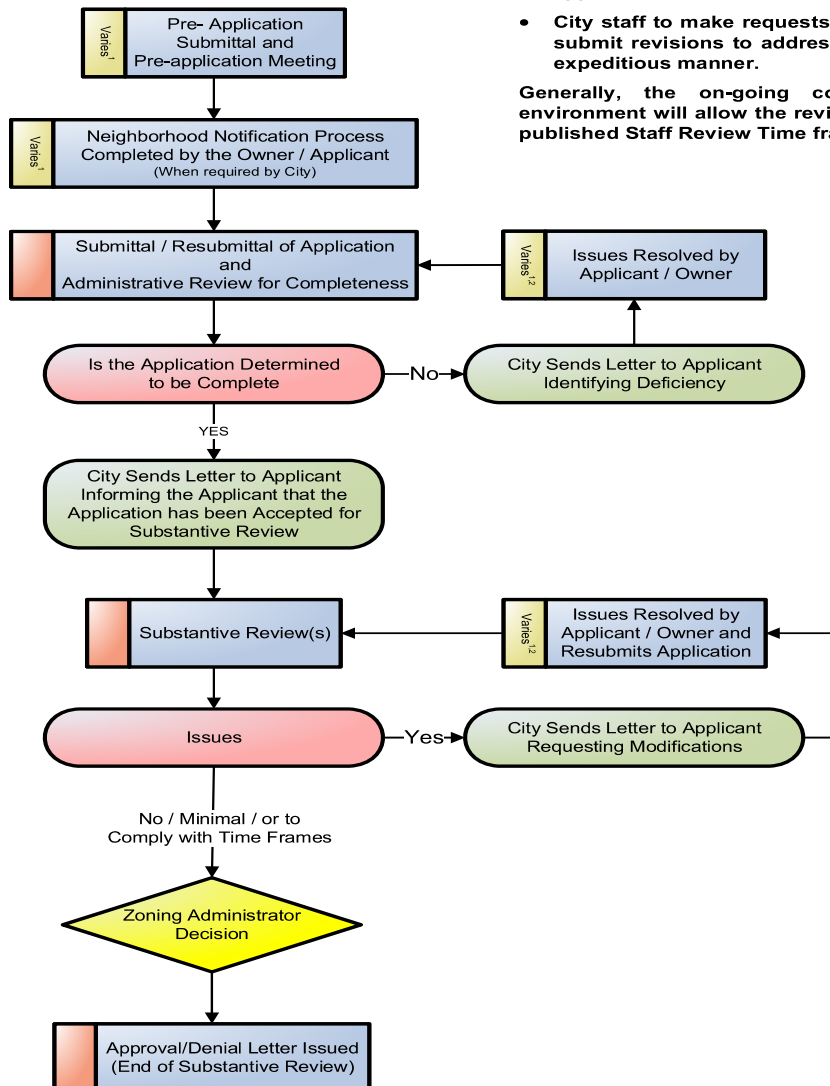 • City staff to make requests
submit revisions to addres
expeditious manner.
Generally, the on-going co
environment will allow the revi
published Staff Review Time fra
Varies¹
Pre- Application
Submittal and
Pre-application Meeting
Varies¹
Neighborhood Notification Process
Completed by the Owner / Applicant
(When required by City)
Submittal / Resubmittal of Application
and
Administrative Review for Completeness
Varies¹,²
Issues Resolved by
Applicant / Owner
Is the Application Determined
to be Complete
No
City Sends Letter to Applicant
Identifying Deficiency
YES
City Sends Letter to Applicant
Informing the Applicant that the
Application has been Accepted for
Substantive Review
Substantive Review(s)
Varies¹,²
Issues Resolved by
Applicant / Owner and
Resubmits Application
Issues
Yes
City Sends Letter to Applicant
Requesting Modifications
No / Minimal / or to
Comply with Time Frames
Zoning Administrator
Decision
Approval/Denial Letter Issued
(End of Substantive Review)